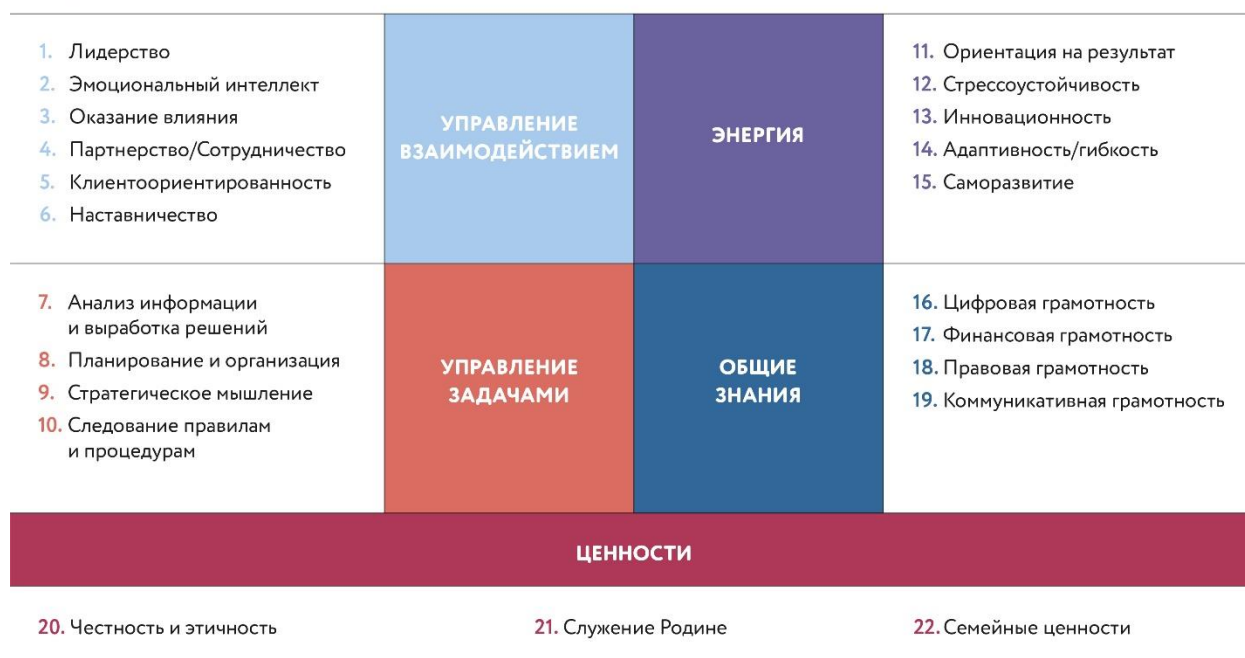 1. Лидерство
2. Эмоциональный интеллект
3. Оказание влияния
4. Партнерство/Сотрудничество
5. Клиентоориентированность
6. Наставничество
УПРАВЛЕНИЕ
ВЗАИМОДЕЙСТВИЕМ
ЭНЕРГИЯ
11. Ориентация на результат
12. Стрессоустойчивость
13. Инновационность
14. Адаптивность/гибкость
15. Саморазвитие
7. Анализ информации
и выработка решений
8. Планирование и организация
9. Стратегическое мышление
10. Следование правилам
и процедурам
УПРАВЛЕНИЕ
ЗАДАЧАМИ
ОБЩИЕ
ЗНАНИЯ
16. Цифровая грамотность
17. Финансовая грамотность
18. Правовая грамотность
19. Коммуникативная грамотность
ЦЕННОСТИ
20. Честность и этичность
21. Служение Родине
22. Семейные ценности